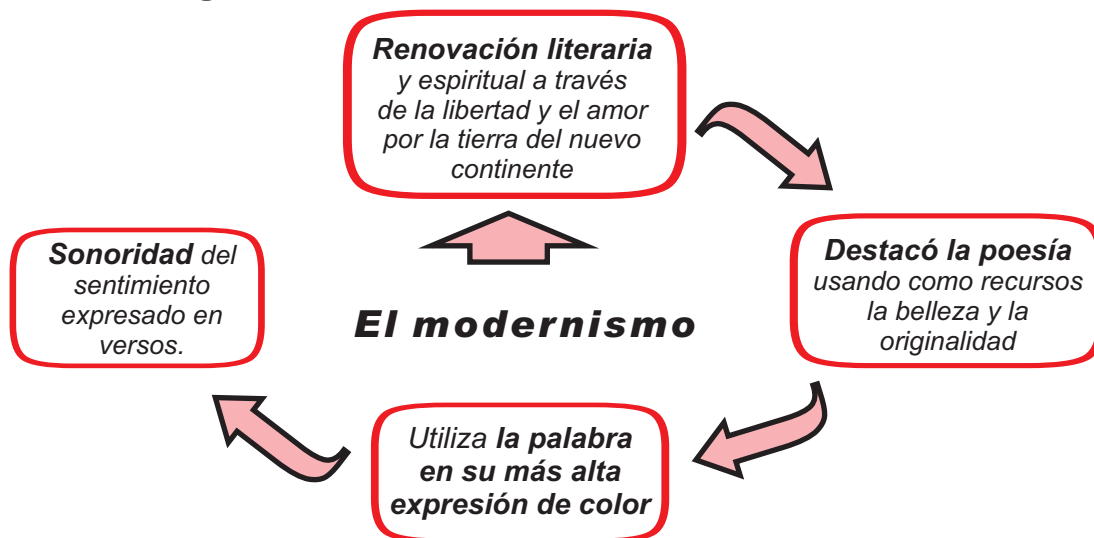 Renovación literaria
y espiritual a través
de la libertad y el amor
por la tierra del nuevo
continente
Destacó la poesía
usando como recursos
la belleza y la
originalidad
Utiliza la palabra
en su más alta
expresión de color
Sonoridad del
sentimiento
expresado en
versos.
El modernismo